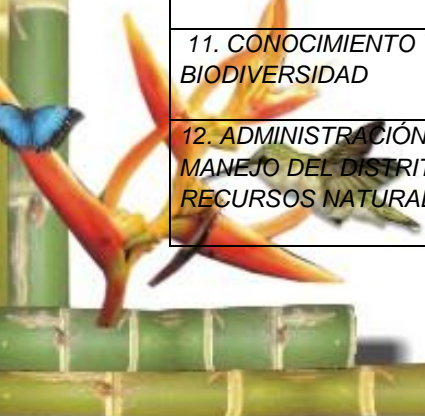 11. CONOCIMIENTO
BIODIVERSIDAD
12. ADMINISTRACIÓN
MANEJO DEL DISTRIT
RECURSOS NATURAL